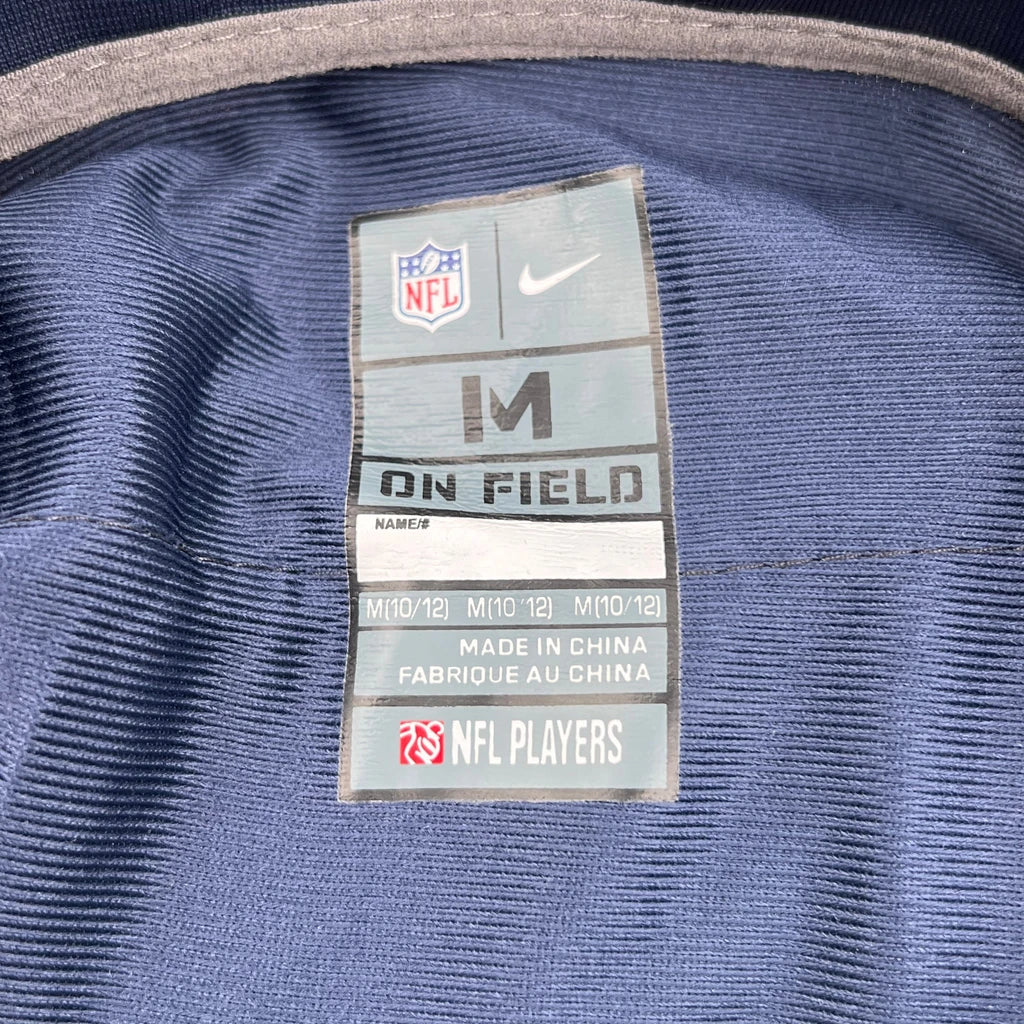 NFL
M
ON FIELD
NAME/#
M(10/12) M(10/12) M(10/12)
MADE IN CHINA
FABRIQUE AU CHINA
NFL PLAYERS